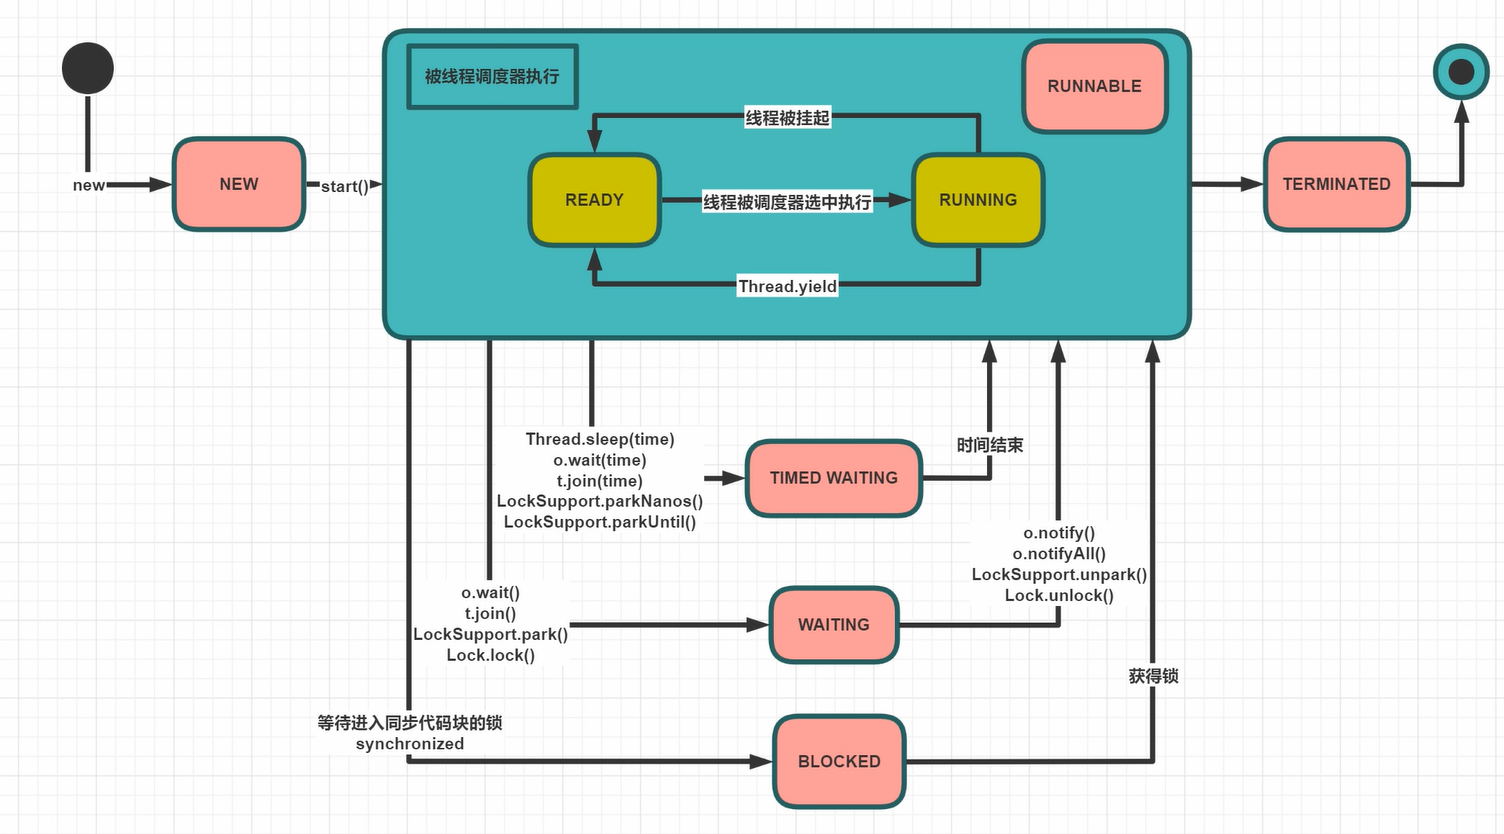 被线程调度器执行
RUNNABLE
线程被挂起
new
NEW
start()
READY
线程被调度器选中执行
RUNNING
TERMINATED
Thread.yield
Thread.sleep(time)
o.wait(time)
t.join(time)
LockSupport.parkNanos()
LockSupport.parkUntil()
TIMED WAITING
时间结束
o.wait()
t.join()
LockSupport.park()
Lock.lock()
WAITING
o.notify()
o.notifyAll()
LockSupport.unpark()
Lock.unlock()
等待进入同步代码块的锁
synchronized
BLOCKED
获得锁